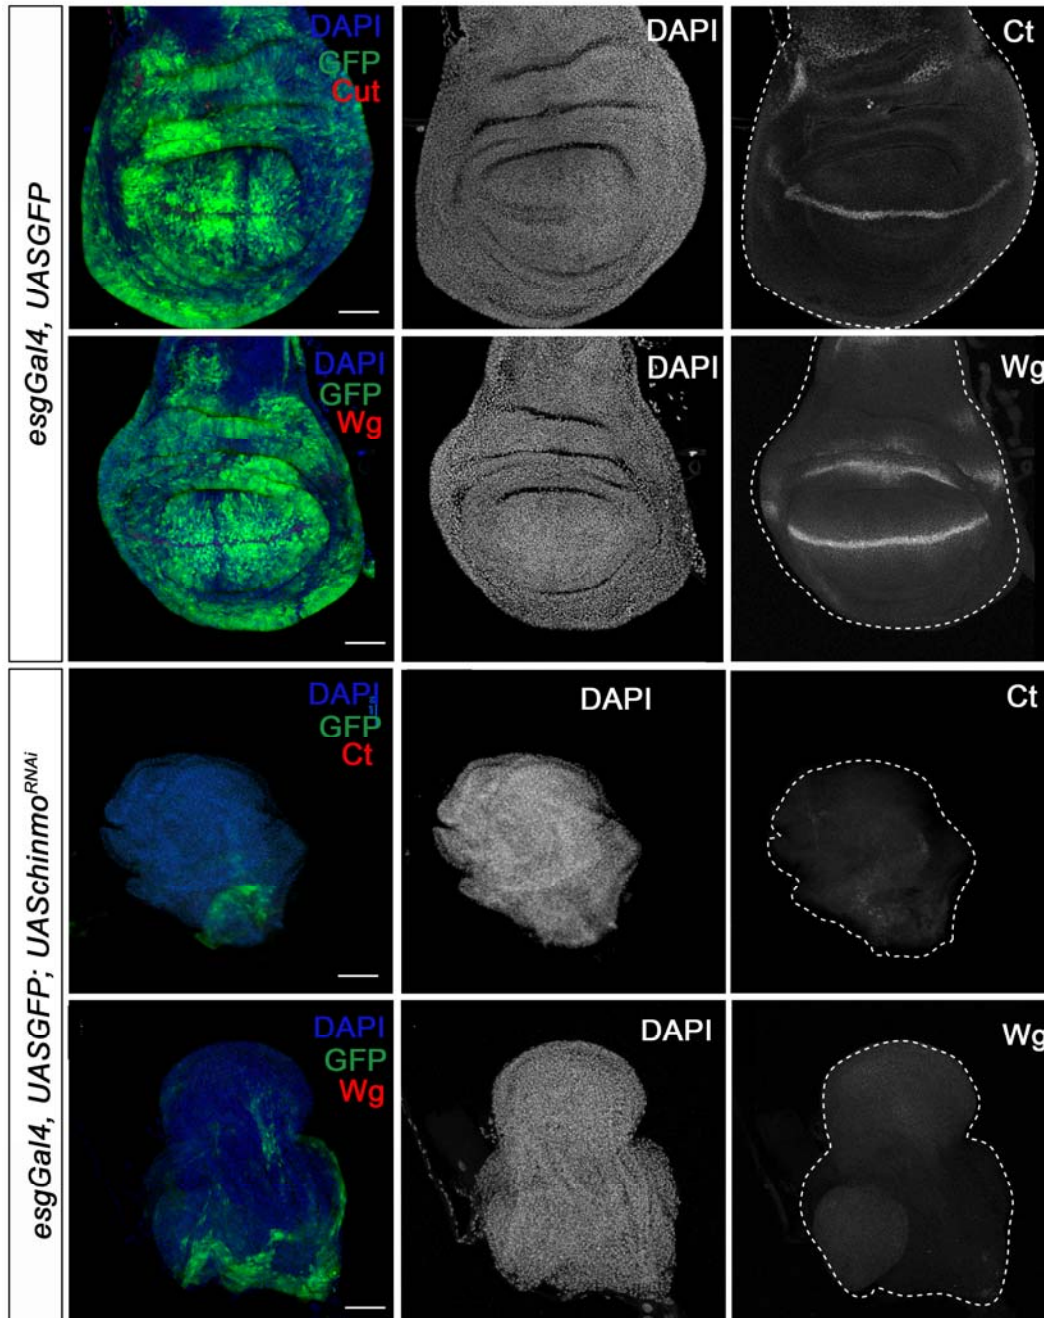 esgGal4, UASGFP
DAPI
GFP
Cut
DAPI
Ct
DAPI
GFP
Wg
DAPI
Wg
esgGal4, UASGFP; UASchinmoRNAi
DAPI
GFP
Ct
DAPI
Ct
DAPI
GFP
Wg
DAPI
Wg